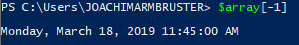 PS C:\Users\JOACHIMARMBRUSTER> $array[-1]
Monday, March 18, 2019 11:45:00 AM